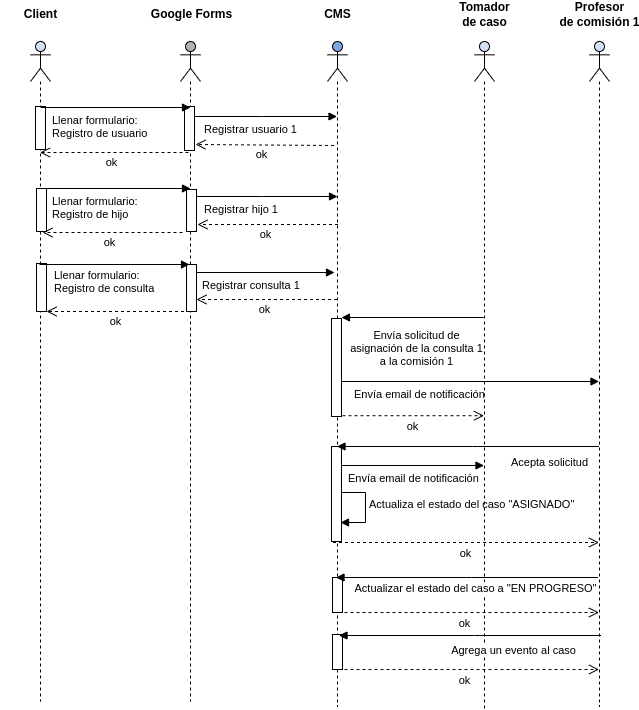 Client
Google Forms
CMS
Tomador
de caso
Profesor
de comisión 1
Llenar formulario:
Registro de usuario
Registrar usuario 1
ok
ok
Llenar formulario:
Registro de hijo
Registrar hijo 1
ok
ok
Llenar formulario:
Registro de consulta
Registrar consulta 1
ok
ok
Envía solicitud de
asignación de la consulta 1
a la comisión 1
Envía email de notificación
ok
Acepta solicitud
Envía email de notificación
Actualiza el estado del caso "ASIGNADO"
ok
Actualizar el estado del caso a "EN PROGRESO"
ok
Agrega un evento al caso
ok